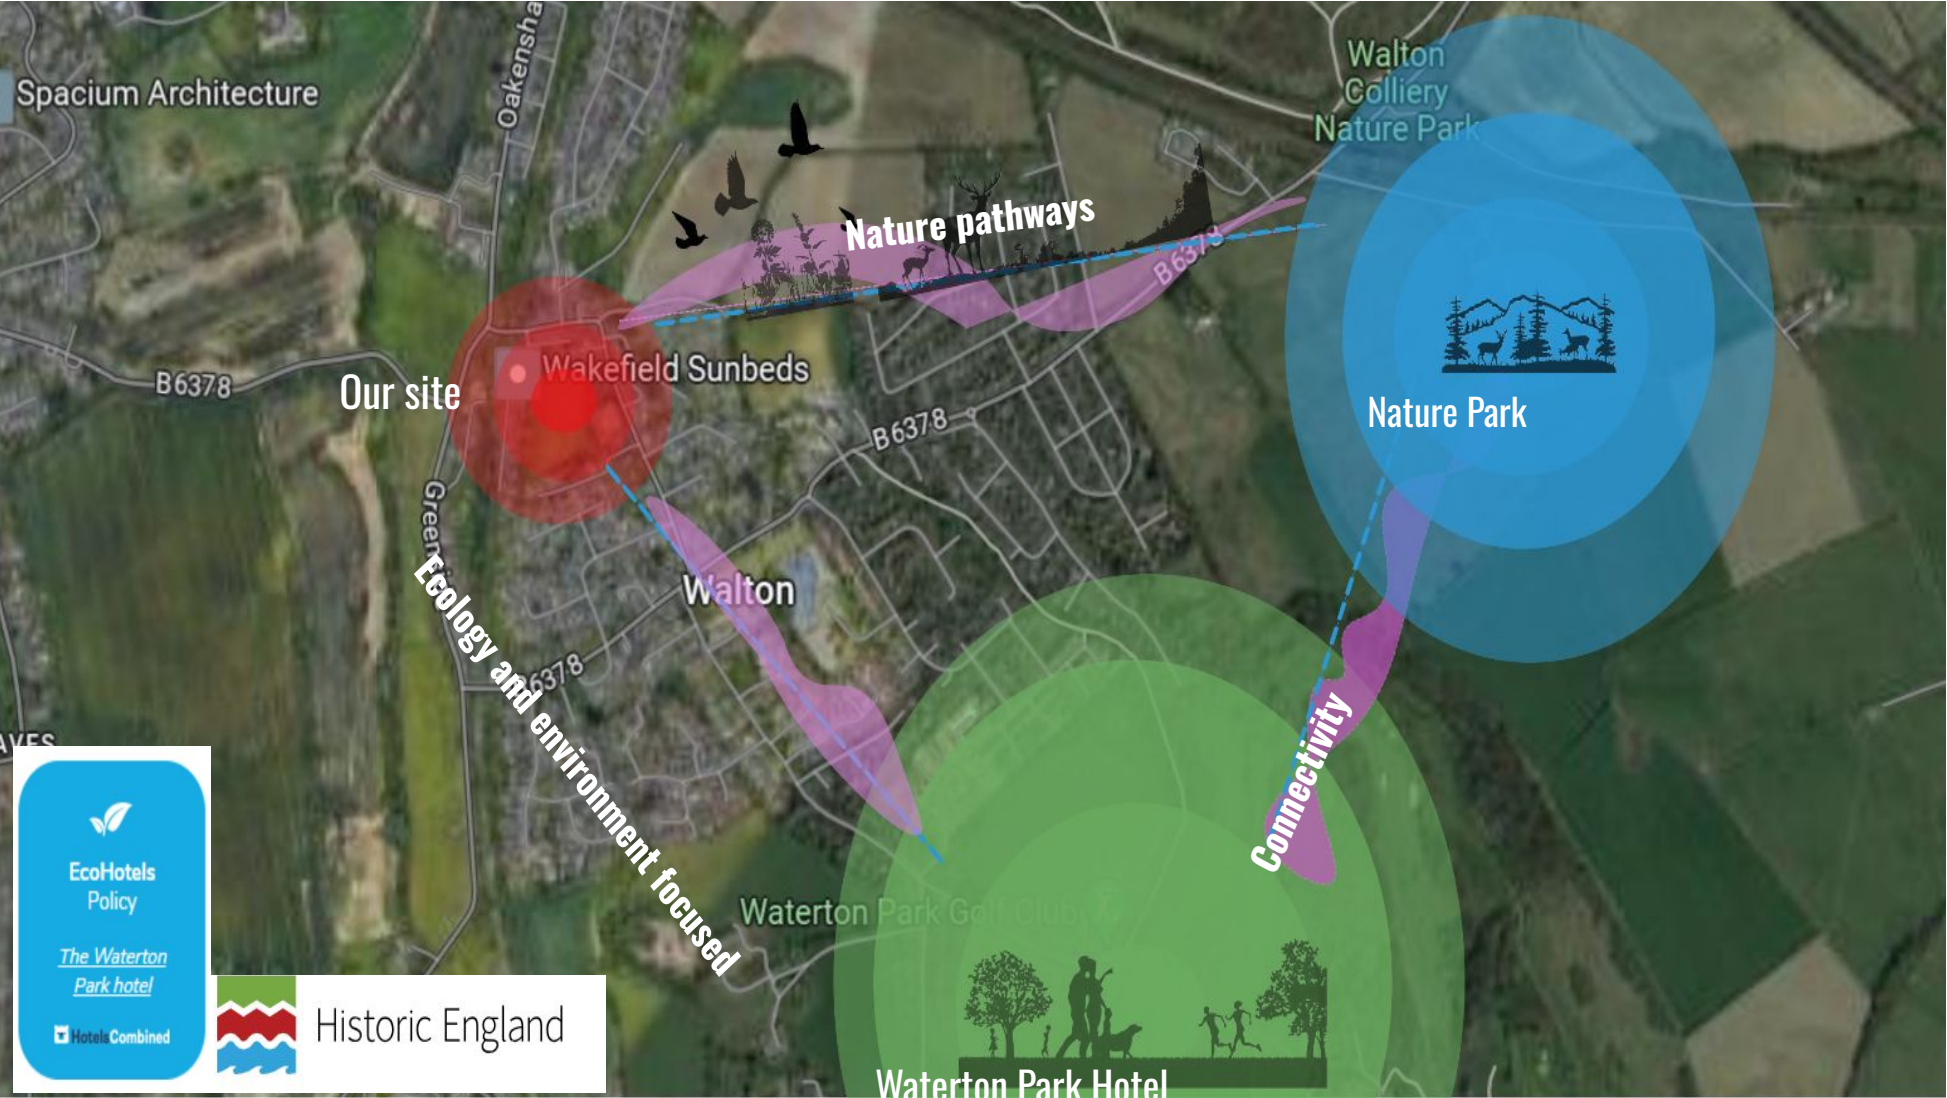 Oakensha
Walton
Colliery
Nature Park
Spacium Architecture
Nature pathways
B6378
Wakefield Sunbeds
B6378
Our site
Nature Park
B6378
Green
Walton
Ecology and environment focused
B6378
Connectivity
AVES
EcoHotels
Policy
The Waterton
Park hotel
HotelsCombined
Waterton Park Golf Club
Historic England
Waterton Park Hotel